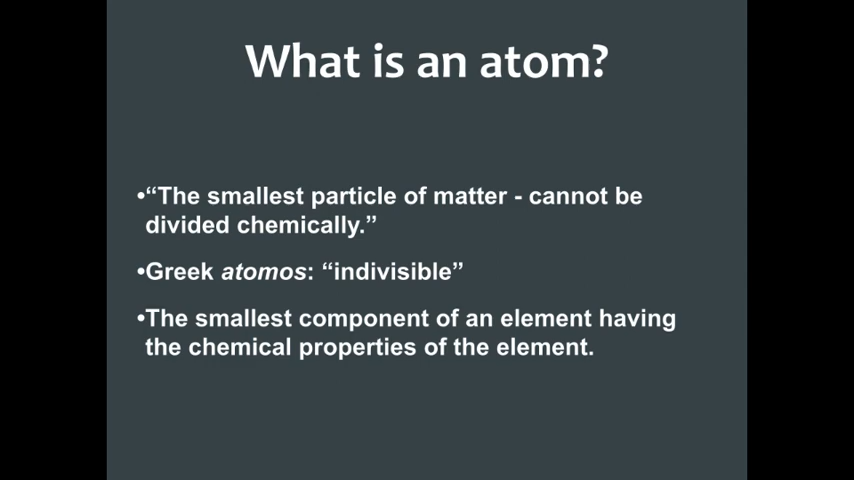 What is an atom?
•“The smallest particle of matter - cannot be
divided chemically.”
•Greek atomos: “indivisible”
•The smallest component of an element having
the chemical properties of the element.